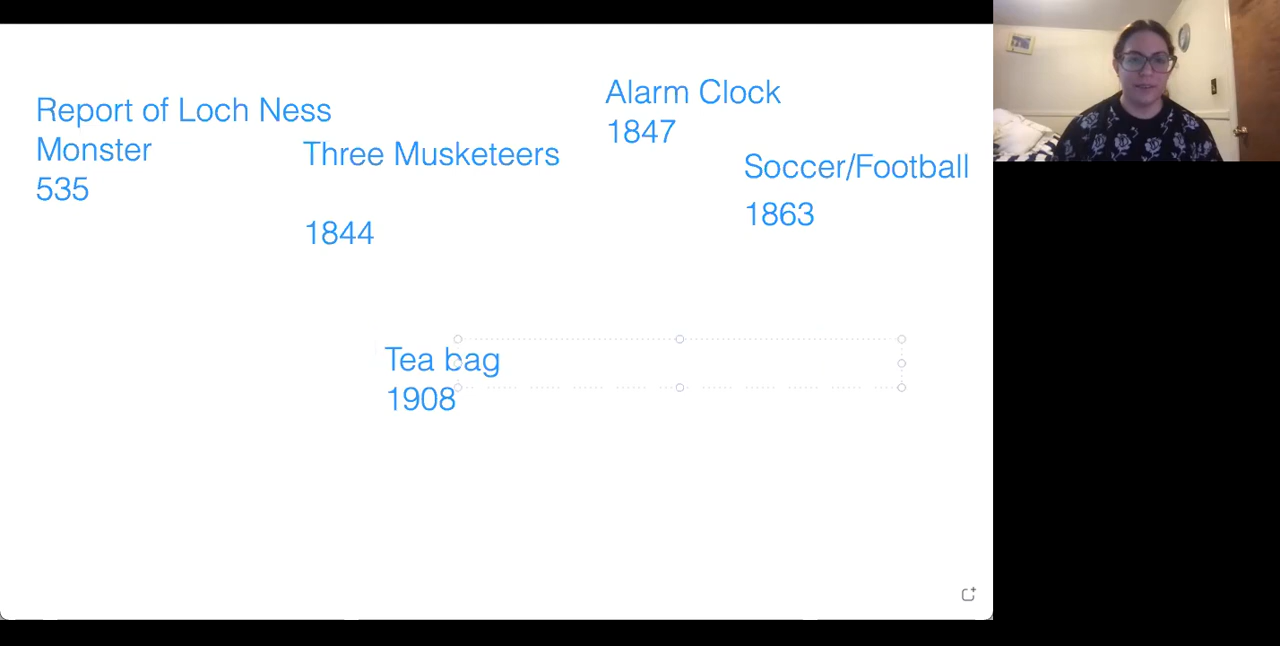 Report of Loch Ness
Monster
535
Three Musketeers
1844
Alarm Clock
1847
Soccer/Football
1863
Tea bag
1908